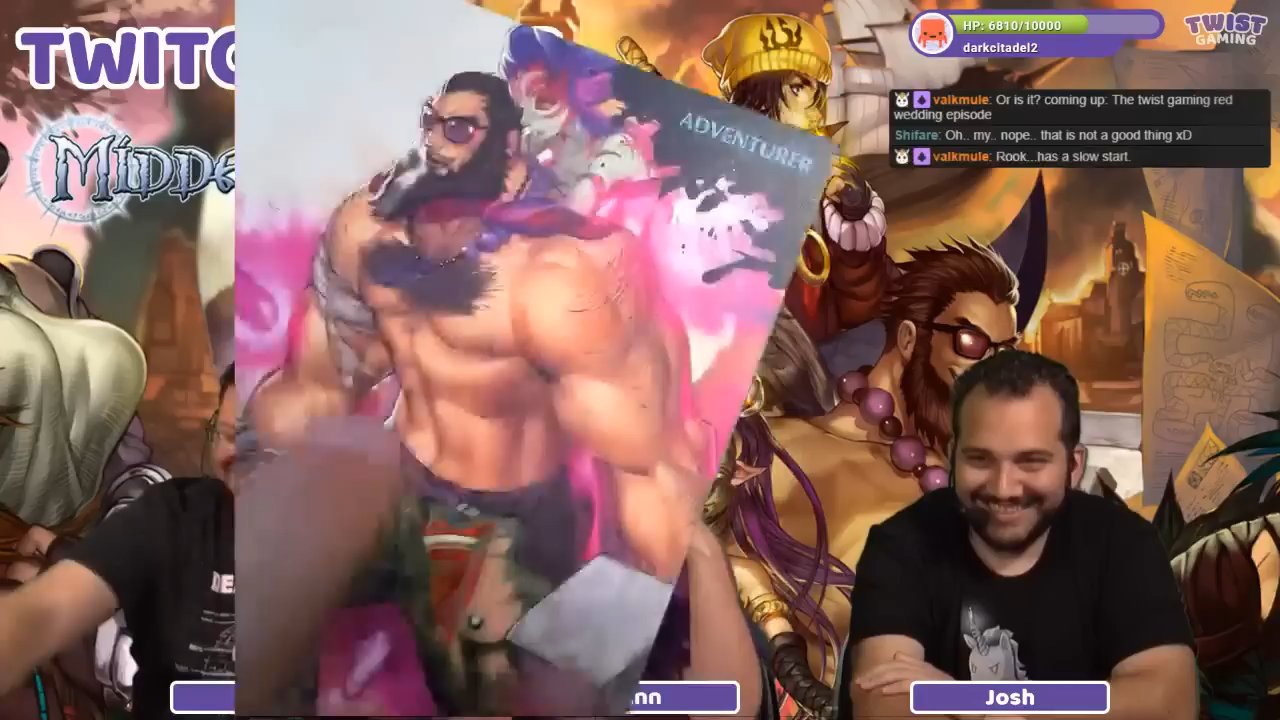 TWITC
MIDDE
ADVENTURER
HP: 6810/10000
darkcitadel2
TWIST
GAMING
valkmule: Or is it? coming up: The twist gaming red
wedding episode
Shifare: Oh.. my.. nope.. that is not a good thing xD
valkmule: Rook...has a slow start.
nn
Josh